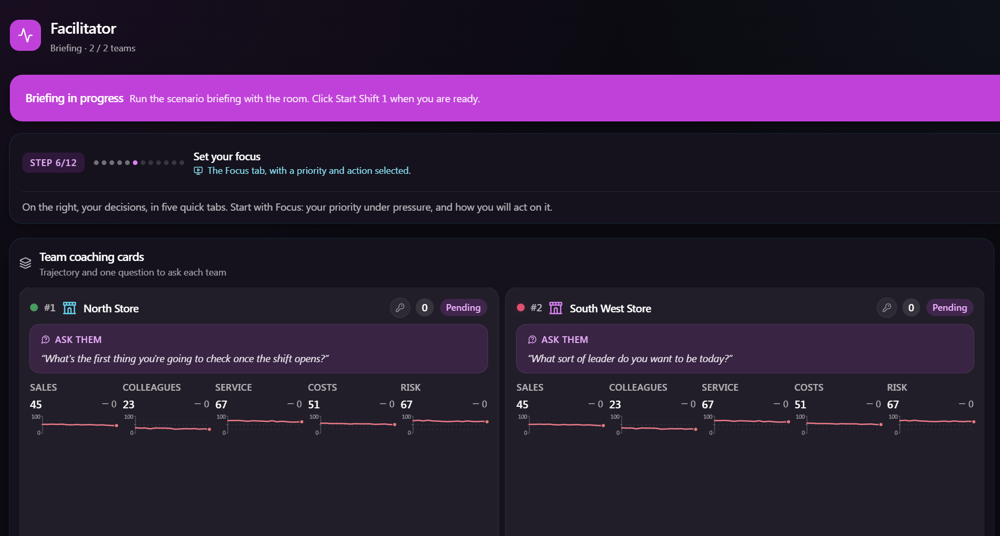 Facilitator
Briefing · 2 / 2 teams
Briefing in progress Run the scenario briefing with the room. Click Start Shift 1 when you are ready.
STEP 6/12
Set your focus
The Focus tab, with a priority and action selected.
On the right, your decisions, in five quick tabs. Start with Focus: your priority under pressure, and how you will act on it.
Team coaching cards
Trajectory and one question to ask each team
#1 North Store 0 Pending
ASK THEM
“What's the first thing you're going to check once the shift opens?”
SALES COLLEAGUES SERVICE COSTS RISK
45 — 0 23 — 0 67 — 0 51 — 0 67 — 0
100 100 100 100 100
0 0 0 0 0
#2 South West Store 0 Pending
ASK THEM
“What sort of leader do you want to be today?”
SALES COLLEAGUES SERVICE COSTS RISK
45 — 0 23 — 0 67 — 0 51 — 0 67 — 0
100 100 100 100 100
0 0 0 0 0